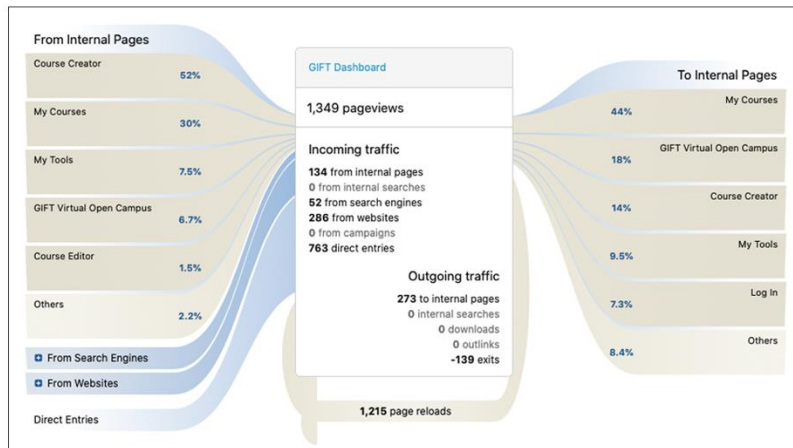 From Internal Pages
Course Creator
52%
My Courses
30%
My Tools
7.5%
GIFT Virtual Open Campus
6.7%
Course Editor
1.5%
Others
2.2%
From Search Engines
From Websites
Direct Entries
GIFT Dashboard
1,349 pageviews
Incoming traffic
134 from internal pages
0 from internal searches
52 from search engines
286 from websites
0 from campaigns
763 direct entries
Outgoing traffic
273 to internal pages
0 internal searches
0 downloads
0 outlinks
-139 exits
1,215 page reloads
To Internal Pages
My Courses
44%
GIFT Virtual Open Campus
18%
Course Creator
14%
My Tools
9.5%
Log In
7.3%
Others
8.4%